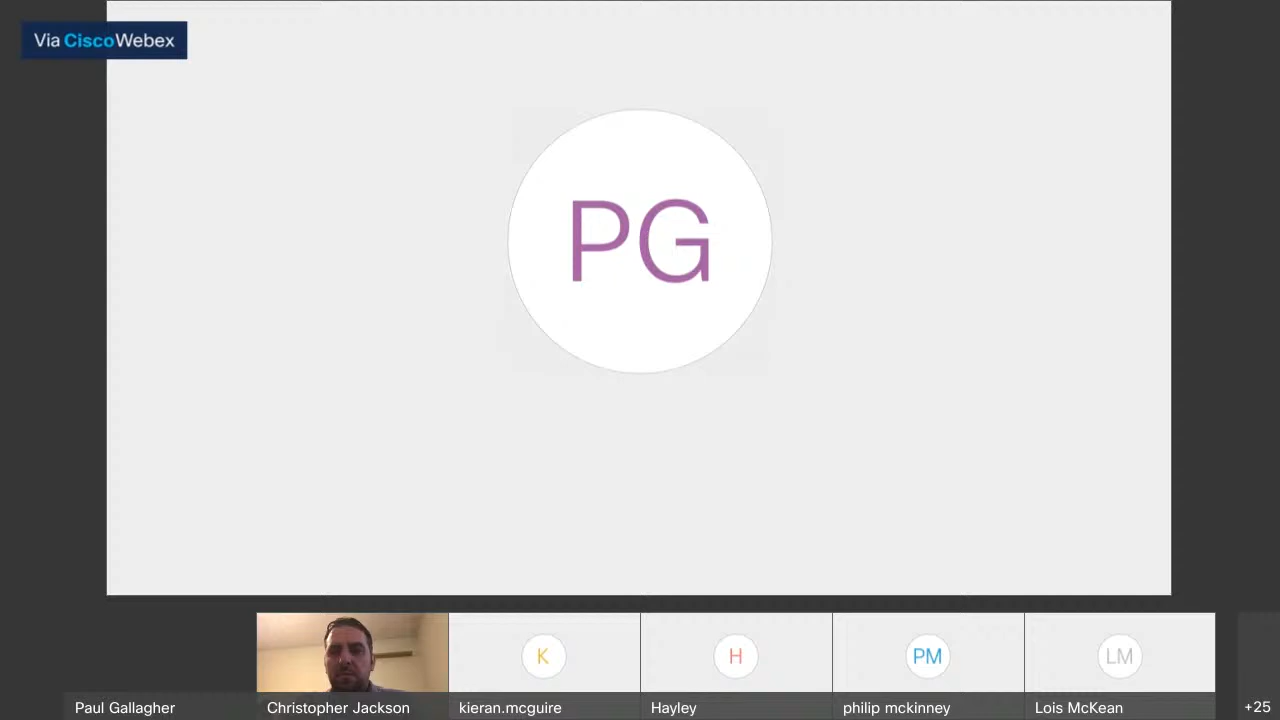 Via CiscoWebex
PG
K
H
PM
LM
Paul Gallagher
Christopher Jackson
kieran.mcguire
Hayley
philip mckinney
Lois McKean
+25